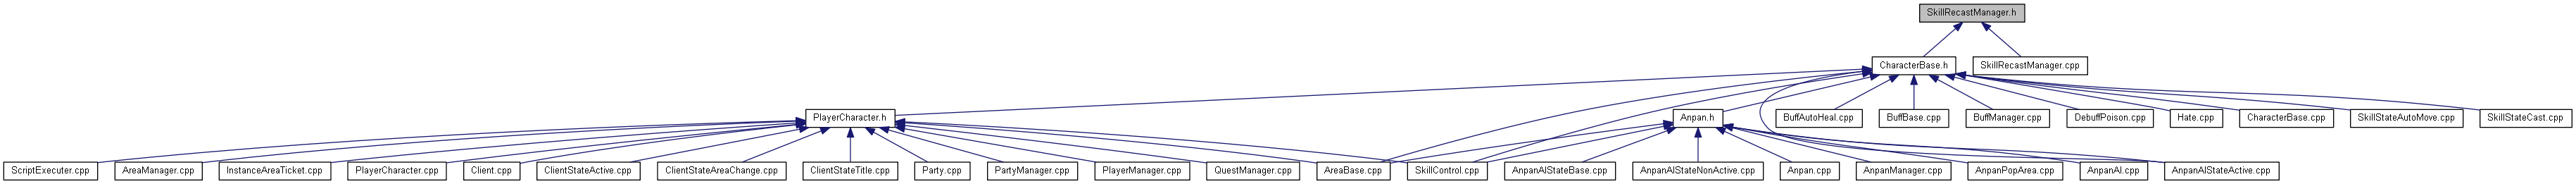 SkillRecastManager.h
CharacterBase.h
SkillRecastManager.cpp
PlayerCharacter.h
Anpan.h
BuffAutoHeal.cpp
BuffBase.cpp
BuffManager.cpp
DebuffPoison.cpp
Hate.cpp
CharacterBase.cpp
SkillStateAutoMove.cpp
SkillStateCast.cpp
ScriptExecuter.cpp
AreaManager.cpp
InstanceAreaTicket.cpp
PlayerCharacter.cpp
Client.cpp
ClientStateActive.cpp
ClientStateAreaChange.cpp
ClientStateTitle.cpp
Party.cpp
PartyManager.cpp
PlayerManager.cpp
QuestManager.cpp
AreaBase.cpp
SkillControl.cpp
AnpanAIStateBase.cpp
AnpanAIStateNonActive.cpp
Anpan.cpp
AnpanManager.cpp
AnpanPopArea.cpp
AnpanAI.cpp
AnpanAIStateActive.cpp